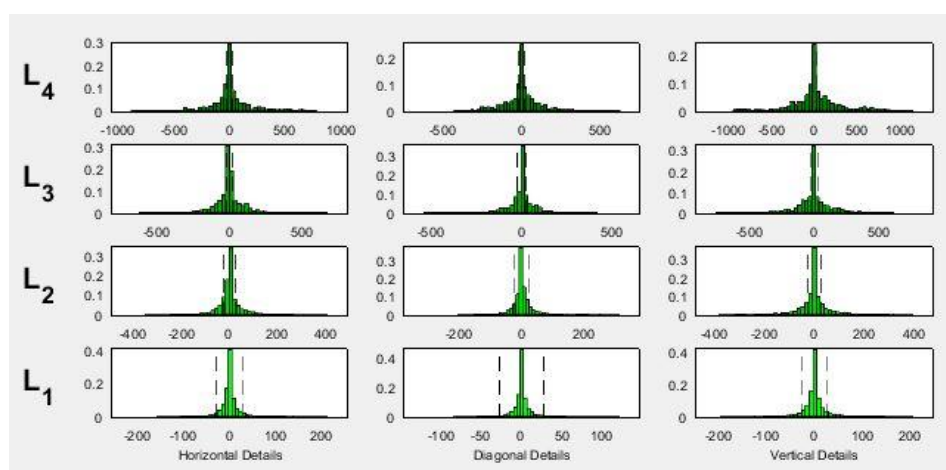 L4
0.3 0.2 0.1 0
-1000 -500 0 500 1000
0.2 0.1 0
-500 0 500
0.2 0.1 0
-1000 -500 0 500 1000
L3
0.3 0.2 0.1 0
-500 0 500
0.3 0.2 0.1 0
-500 0 500
0.3 0.2 0.1 0
-500 0 500
L2
0.3 0.2 0.1 0
-400 -200 0 200 400
0.3 0.2 0.1 0
-200 0 200
0.3 0.2 0.1 0
-400 -200 0 200 400
L1
0.4 0.2 0
-200 -100 0 100 200
Horizontal Details
0.4 0.2 0
-100 -50 0 50 100
Diagonal Details
0.4 0.2 0
-200 -100 0 100 200
Vertical Details